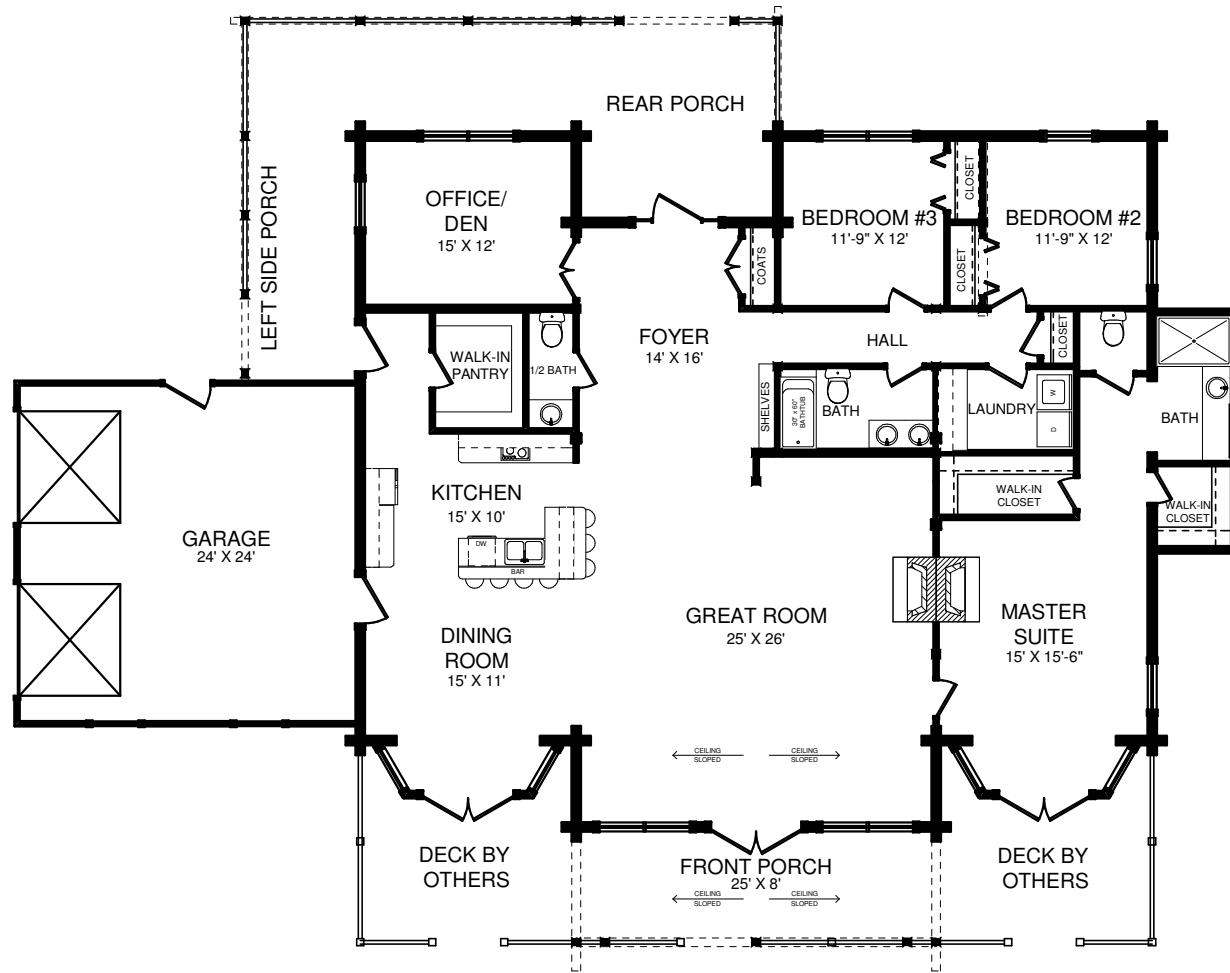 REAR PORCH
LEFT SIDE PORCH
OFFICE/
DEN
15' X 12'
BEDROOM #3
11'-9" X 12'
CLOSET
CLOSET
BEDROOM #2
11'-9" X 12'
COATS
FOYER
14' X 16'
HALL
CLOSET
WALK-IN
PANTRY
1/2 BATH
SHELVES
30" X 60"
BATHTUB
BATH
LAUNDRY
W
D
BATH
WALK-IN
CLOSET
WALK-IN
CLOSET
KITCHEN
15' X 10'
DW
BAR
GARAGE
24' X 24'
GREAT ROOM
25' X 26'
MASTER
SUITE
15' X 15'-6"
DINING
ROOM
15' X 11'
CEILING
SLOPED
CEILING
SLOPED
DECK BY
OTHERS
FRONT PORCH
25' X 8'
CEILING
SLOPED
CEILING
SLOPED
DECK BY
OTHERS